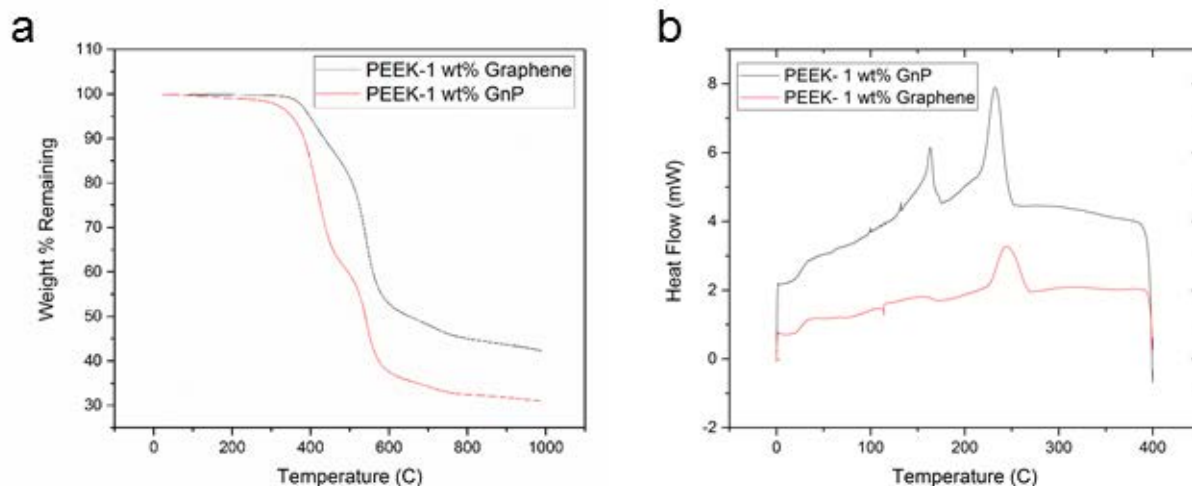 a
110
100
90
80
70
60
50
40
30
Weight % Remaining
PEEK-1 wt% Graphene
PEEK-1 wt% GnP
0
200
400
600
800
1000
Temperature (C)
b
8
6
4
2
0
-2
Heat Flow (mW)
PEEK- 1 wt% GnP
PEEK- 1 wt% Graphene
0
100
200
300
400
Temperature (C)